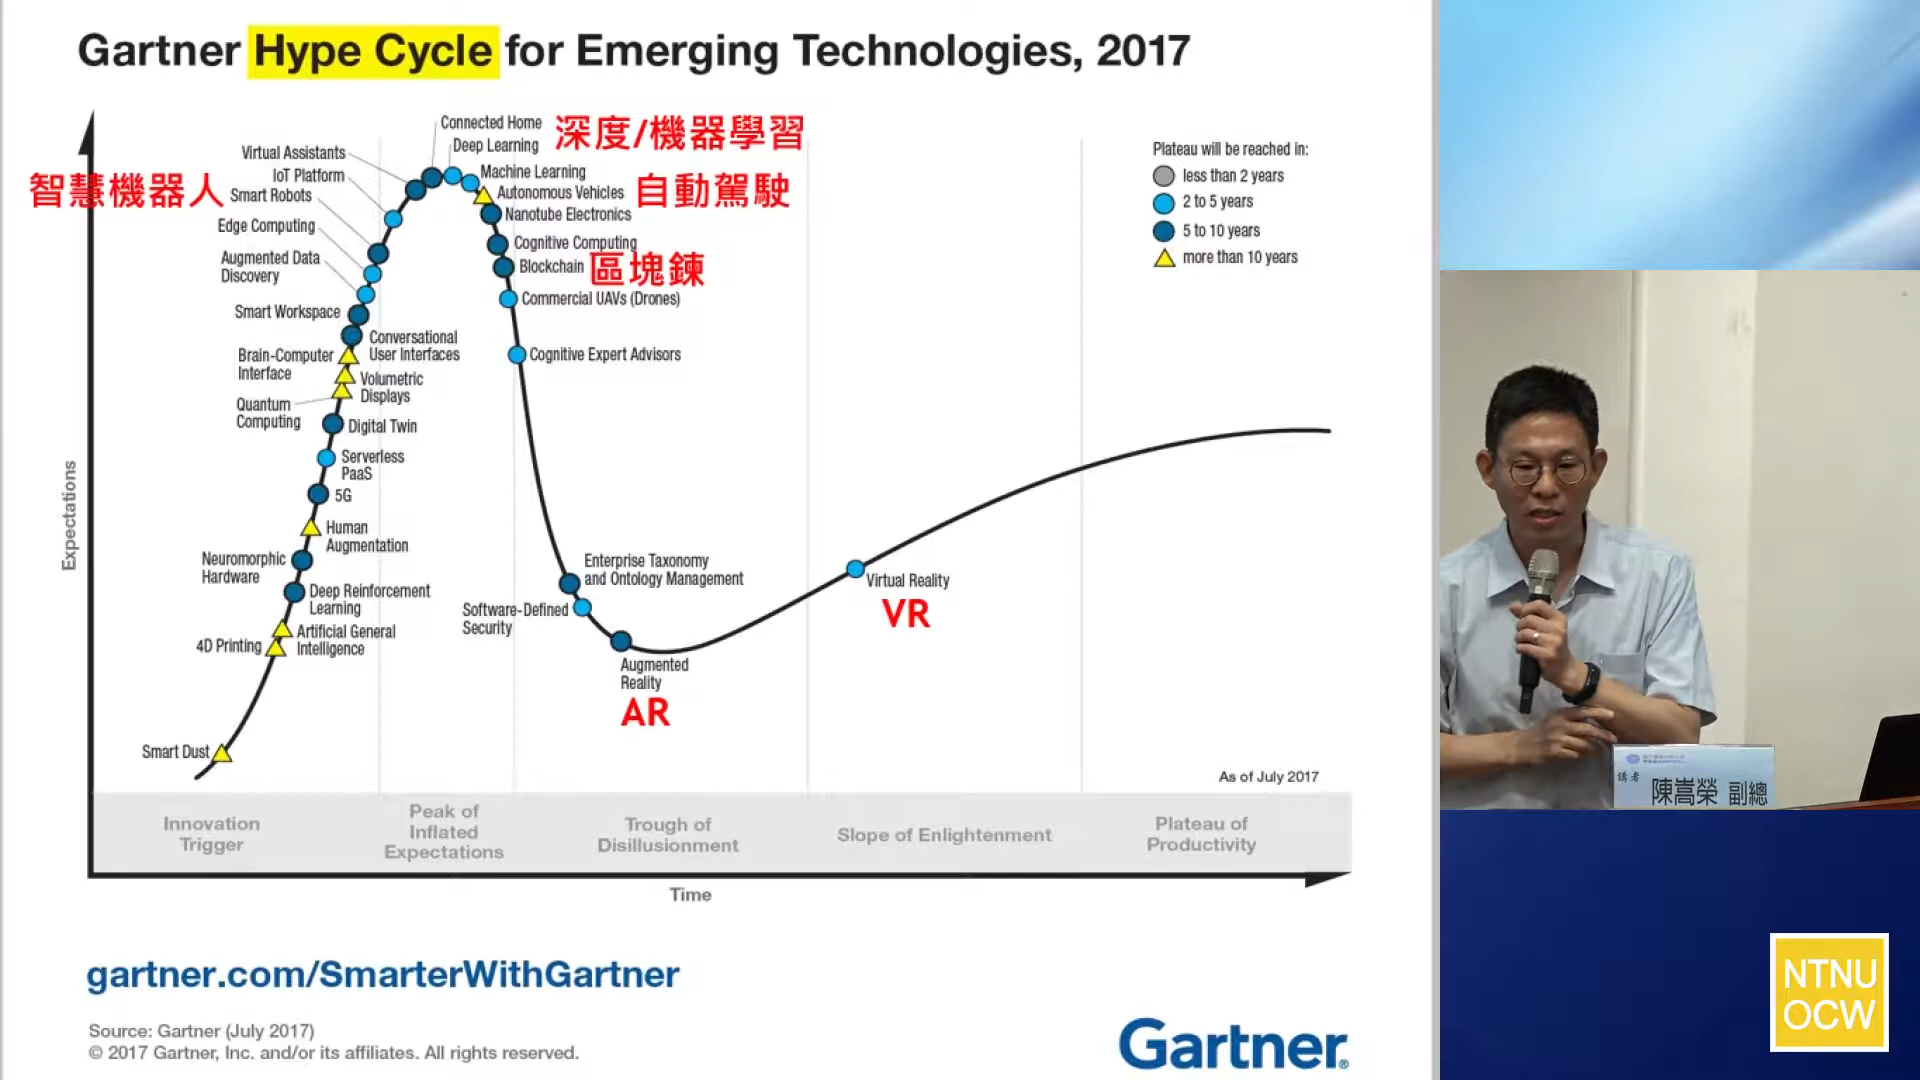 Gartner Hype Cycle for Emerging Technologies, 2017
Connected Home
深度/機器學習
Deep Learning
Virtual Assistants
IoT Platform
智慧機器人
Smart Robots
Machine Learning
Autonomous Vehicles
自動駕駛
Nanotube Electronics
Edge Computing
Cognitive Computing
Augmented Data
Discovery
Blockchain
區塊鍊
Commercial UAVs (Drones)
Smart Workspace
Conversational
User Interfaces
Brain-Computer
Interface
Cognitive Expert Advisors
Volumetric
Displays
Quantum
Computing
Digital Twin
Serverless
PaaS
5G
Human
Augmentation
Neuromorphic
Hardware
Deep Reinforcement
Learning
Artificial General
Intelligence
4D Printing
Smart Dust
Enterprise Taxonomy
and Ontology Management
Software-Defined
Security
Augmented
Reality
AR
Virtual Reality
VR
Plateau will be reached in:
less than 2 years
2 to 5 years
5 to 10 years
more than 10 years
As of July 2017
Expectations
Innovation
Trigger
Peak of
Inflated
Expectations
Trough of
Disillusionment
Slope of Enlightenment
Plateau of
Productivity
Time
gartner.com/SmarterWithGartner
Source: Gartner (July 2017)
© 2017 Gartner, Inc. and/or its affiliates. All rights reserved.
Gartner®
講者
陳嵩榮 副總
NTNU
OCW